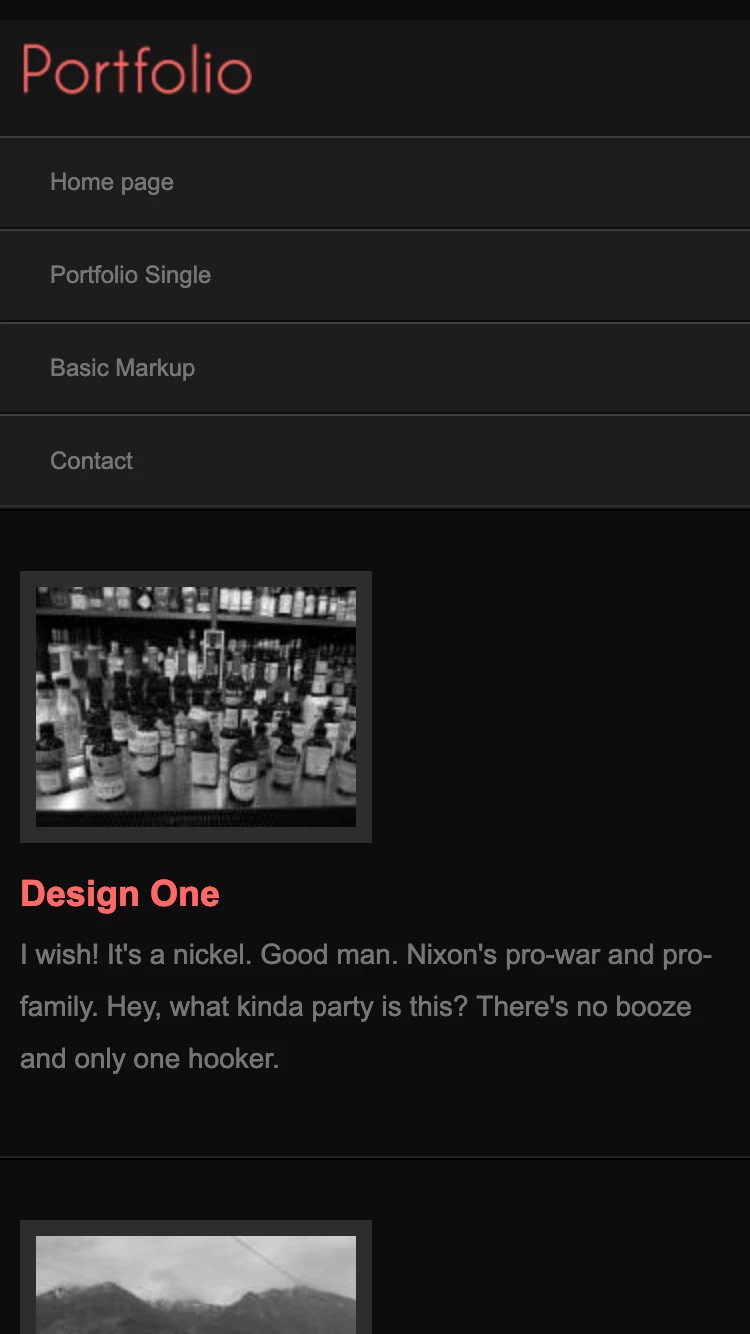 Portfolio
Home page
Portfolio Single
Basic Markup
Contact
Design One
I wish! It's a nickel. Good man. Nixon's pro-war and pro-
family. Hey, what kinda party is this? There's no booze
and only one hooker.